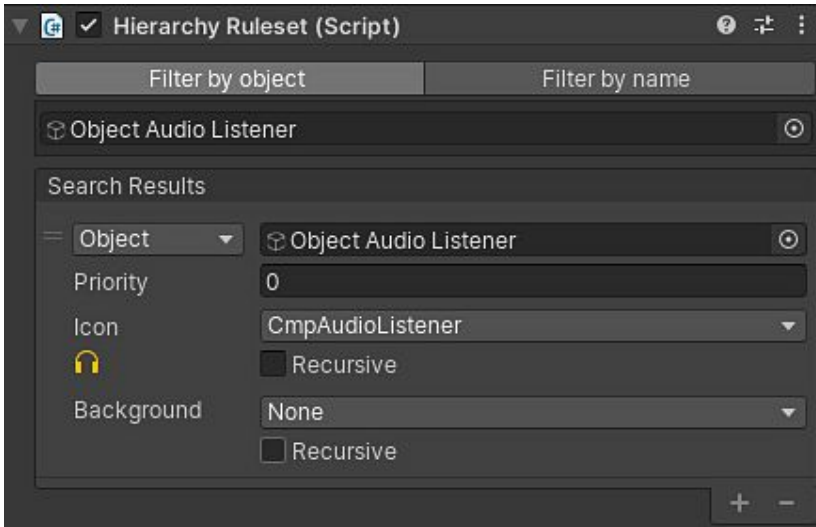 Hierarchy Ruleset (Script)
Filter by object Filter by name
Object Audio Listener
Search Results
Object Object Audio Listener
Priority 0
Icon CmpAudioListener
Recursive
Background None
Recursive